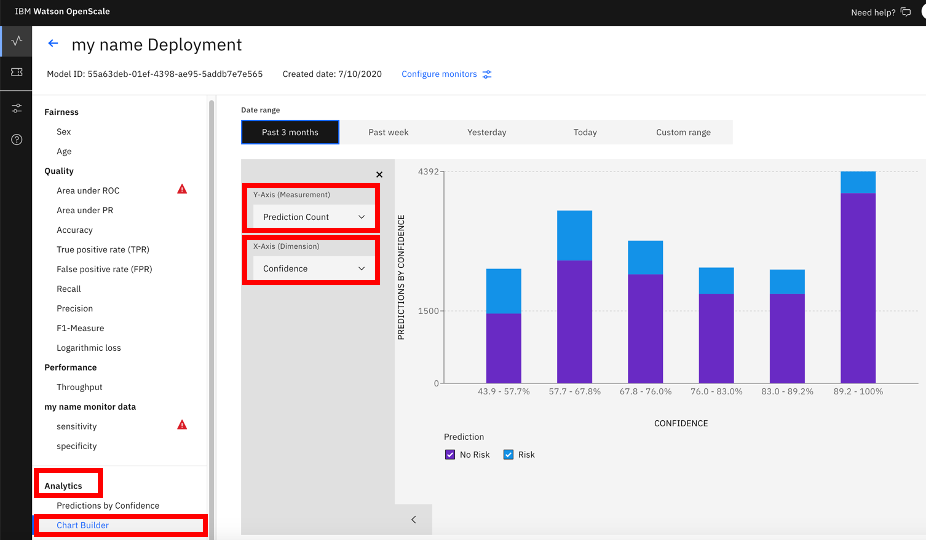 IBM Watson OpenScale
Need help?
my name Deployment
Model ID: 55a63deb-01ef-4398-ae95-5addb7e7e565
Created date: 7/10/2020
Configure monitors
Fairness
Sex
Age
Quality
Area under ROC
Area under PR
Accuracy
True positive rate (TPR)
False positive rate (FPR)
Recall
Precision
F1-Measure
Logarithmic loss
Performance
Throughput
my name monitor data
sensitivity
specificity
Analytics
Predictions by Confidence
Chart Builder
Date range
Past 3 months
Past week
Yesterday
Today
Custom range
Y-Axis (Measurement)
Prediction Count
X-Axis (Dimension)
Confidence
PREDICTIONS BY CONFIDENCE
4392
1500
0
43.9 - 57.7%
57.7 - 67.8%
67.8 - 76.0%
76.0 - 83.0%
83.0 - 89.2%
89.2 - 100%
CONFIDENCE
Prediction
No Risk
Risk